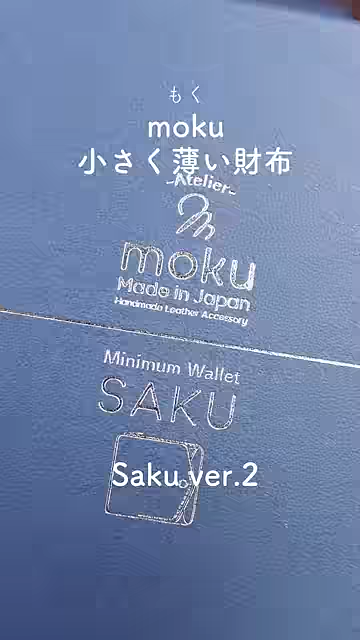 もく
moku
小さく薄い財布
-Atelier-
moku
Made in Japan
Handmade Leather Accessory
Minimum Wallet
SAKU
Saku ver.2